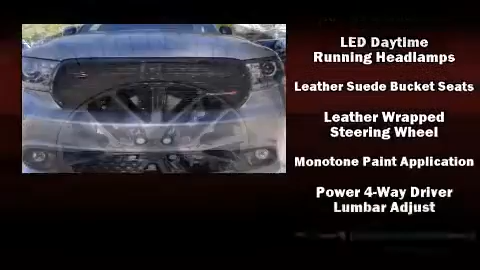 LED Daytime
Running Headlamps
Leather Suede Bucket Seats
Leather Wrapped
Steering Wheel
Monotone Paint Application
Power 4-Way Driver
Lumbar Adjust